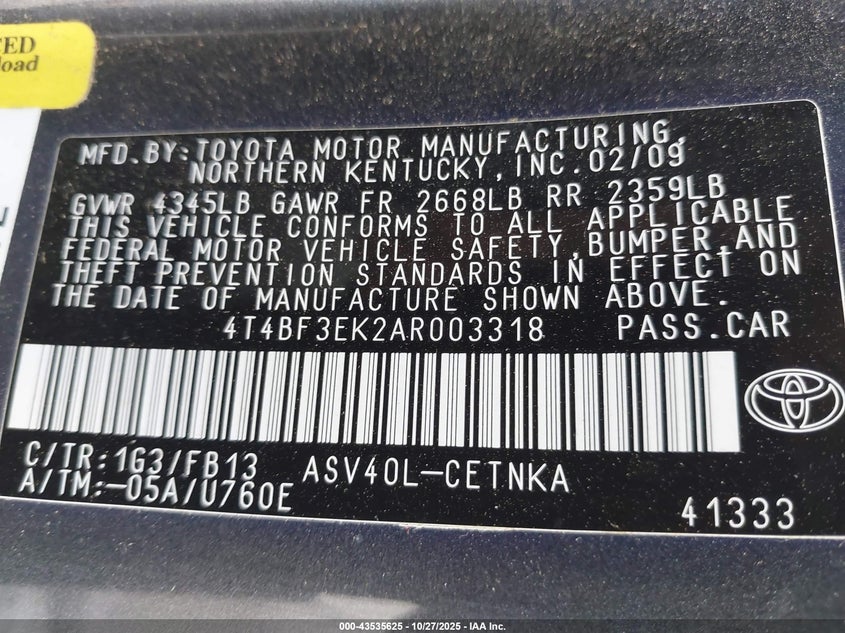 CED
load
MFD.BY:TOYOTA MOTOR MANUFACTURING,
NORTHERN KENTUCKY,INC.02/09
GVWR 4345LB GAWR FR 2668LB RR 2359LB
THIS VEHICLE CONFORMS TO ALL APPLICABLE
FEDERAL MOTOR VEHICLE SAFETY,BUMPER,AND
THEFT PREVENTION STANDARDS IN EFFECT ON
THE DATE OF MANUFACTURE SHOWN ABOVE.
4T4BF3EK2AR003318 PASS.CAR
C/TR:1G3/FB13 ASV40L-CETNKA
A/TM:-05A/U760E
41333
000-43535625 | 10/27/2025 | IAA Inc.